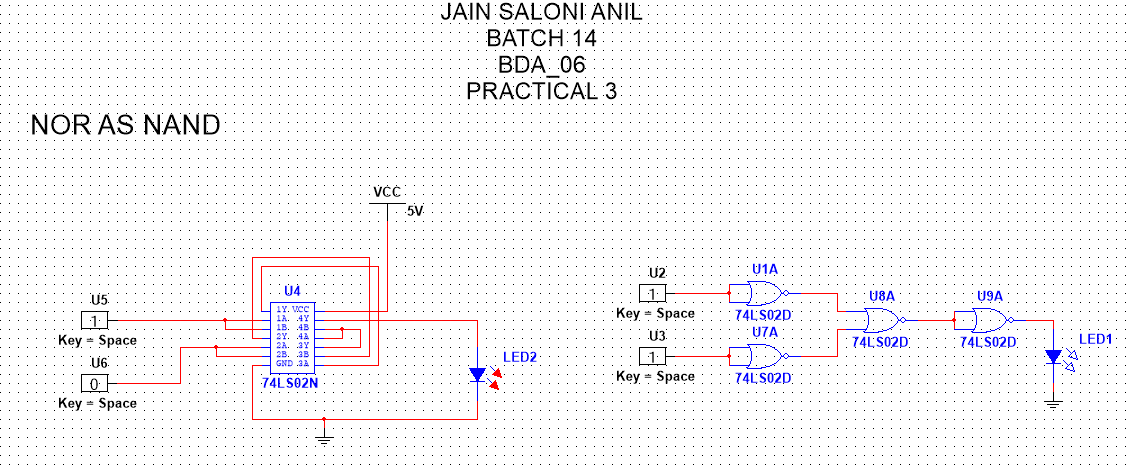 JAIN SALONI ANIL
BATCH 14
BDA_06
PRACTICAL 3
NOR AS NAND
VCC
5V
U4
U5
1
Key = Space
U6
0
Key = Space
1Y VCC
1A. 4Y
1B. 4B
2Y. 4A
2A. 3Y
2B. 3B
GND .3A
74LS02N
LED2
U2
1
Key = Space
U3
1
Key = Space
U1A
74LS02D
U7A
74LS02D
U8A
74LS02D
U9A
74LS02D
LED1